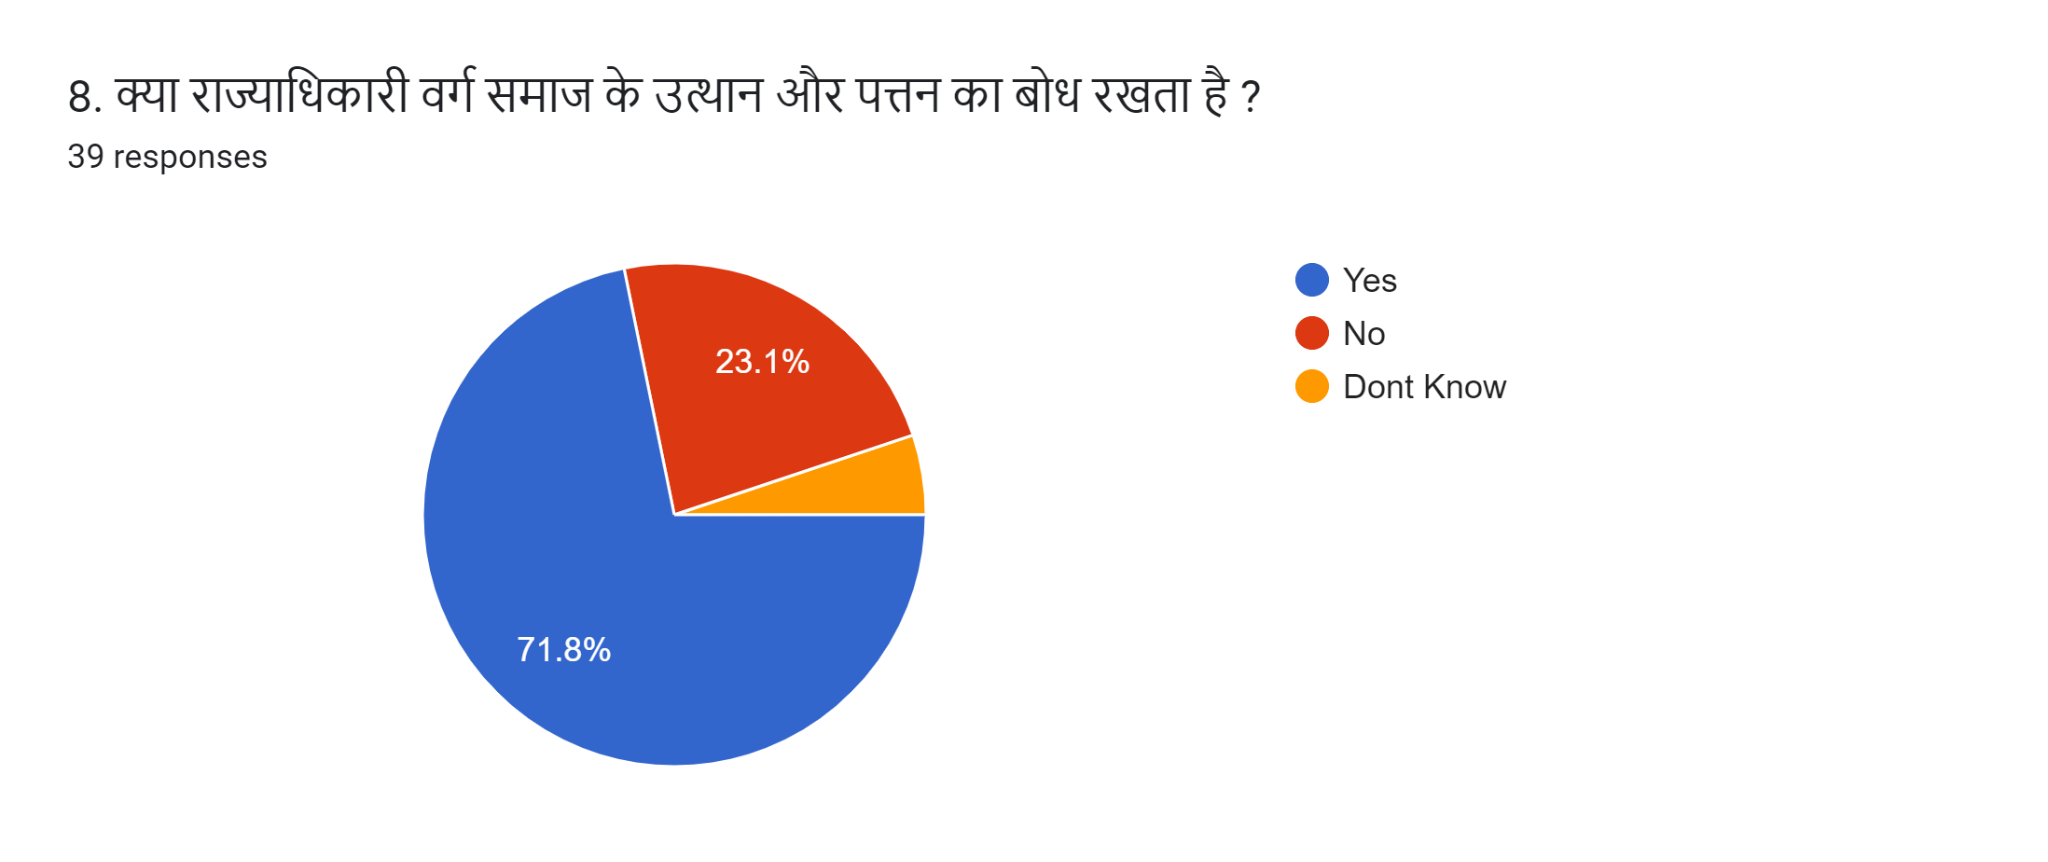 8. क्या राज्याधिकारी वर्ग समाज के उत्थान और पत्तन का बोध रखता है ?
39 responses
Yes
No
Dont Know
23.1%
71.8%